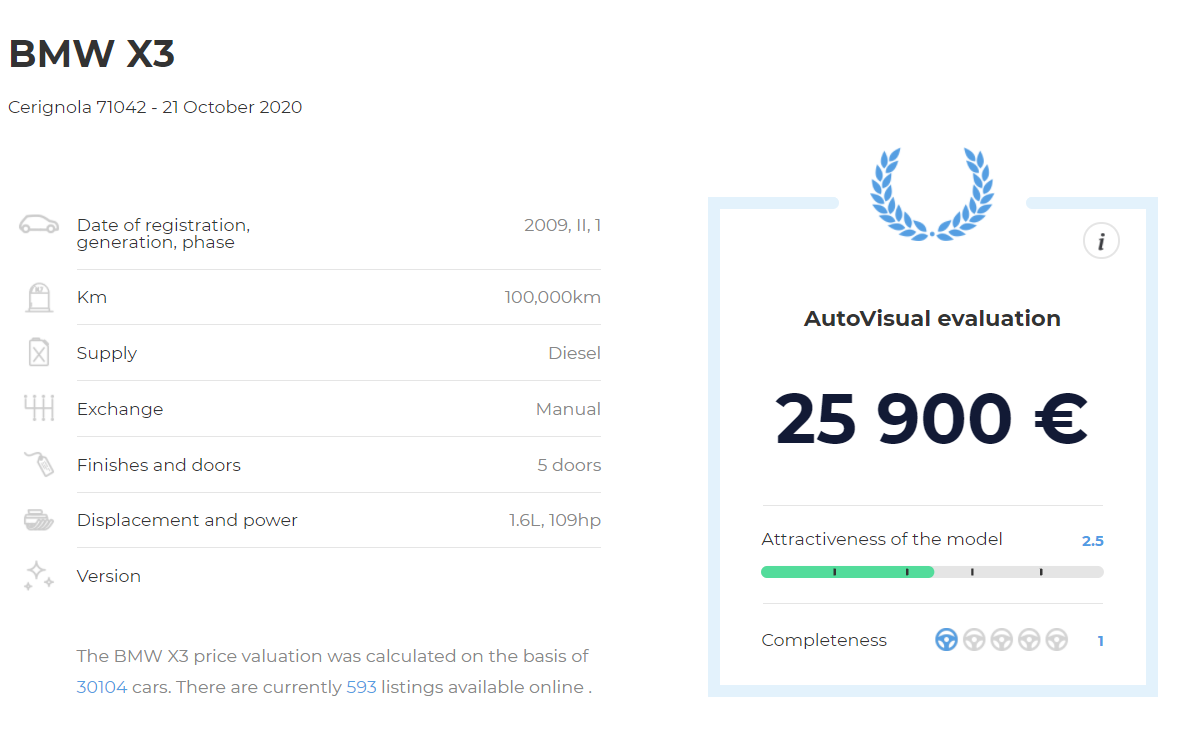 BMW X3
Cerignola 71042 - 21 October 2020
Date of registration,
generation, phase
2009, II, 1
Km
100,000km
Supply
Diesel
Exchange
Manual
Finishes and doors
5 doors
Displacement and power
1.6L, 109hp
Version
The BMW X3 price valuation was calculated on the basis of
30104 cars. There are currently 593 listings available online .
i
AutoVisual evaluation
25 900 €
Attractiveness of the model
2.5
Completeness
1